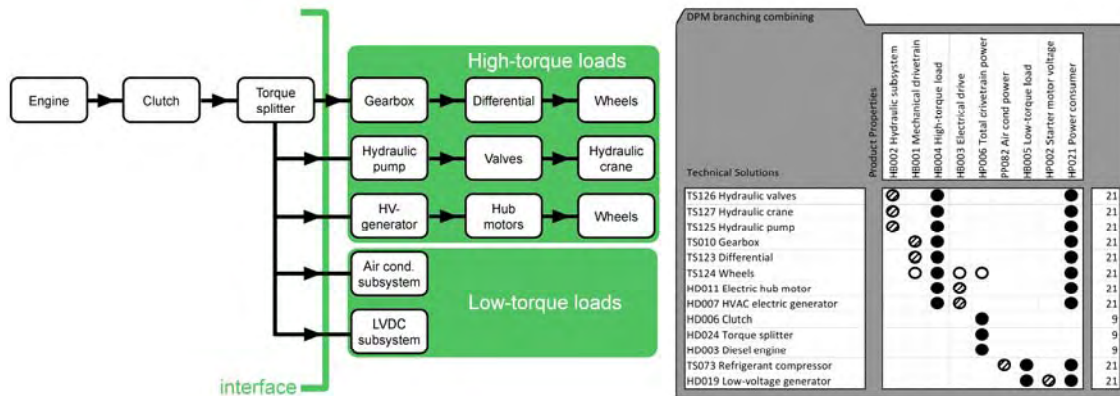 High-torque loads
Engine
Clutch
Torque
splitter
Gearbox
Differential
Wheels
Hydraulic
pump
Valves
Hydraulic
crane
HV-
generator
Hub
motors
Wheels
Air cond.
subsystem
Low-torque loads
LVDC
subsystem
interface
DPM branching combining
Technical Solutions
Product Properties
HB002 Hydraulic subsystem
HB001 Mechanical drivetrain
HB004 High-torque load
HB003 Electrical drive
HP006 Total drivetrain power
PP082 Air cond power
HB005 Low-torque load
HP002 Starter motor voltage
HP021 Power consumer
TS126 Hydraulic valves 21
TS127 Hydraulic crane 21
TS125 Hydraulic pump 21
TS010 Gearbox 21
TS123 Differential 21
TS124 Wheels 21
HD011 Electric hub motor 21
HD007 HVAC electric generator 21
HD006 Clutch 9
HD024 Torque splitter 9
HD003 Diesel engine 9
TS073 Refrigerant compressor 21
HD019 Low-voltage generator 21